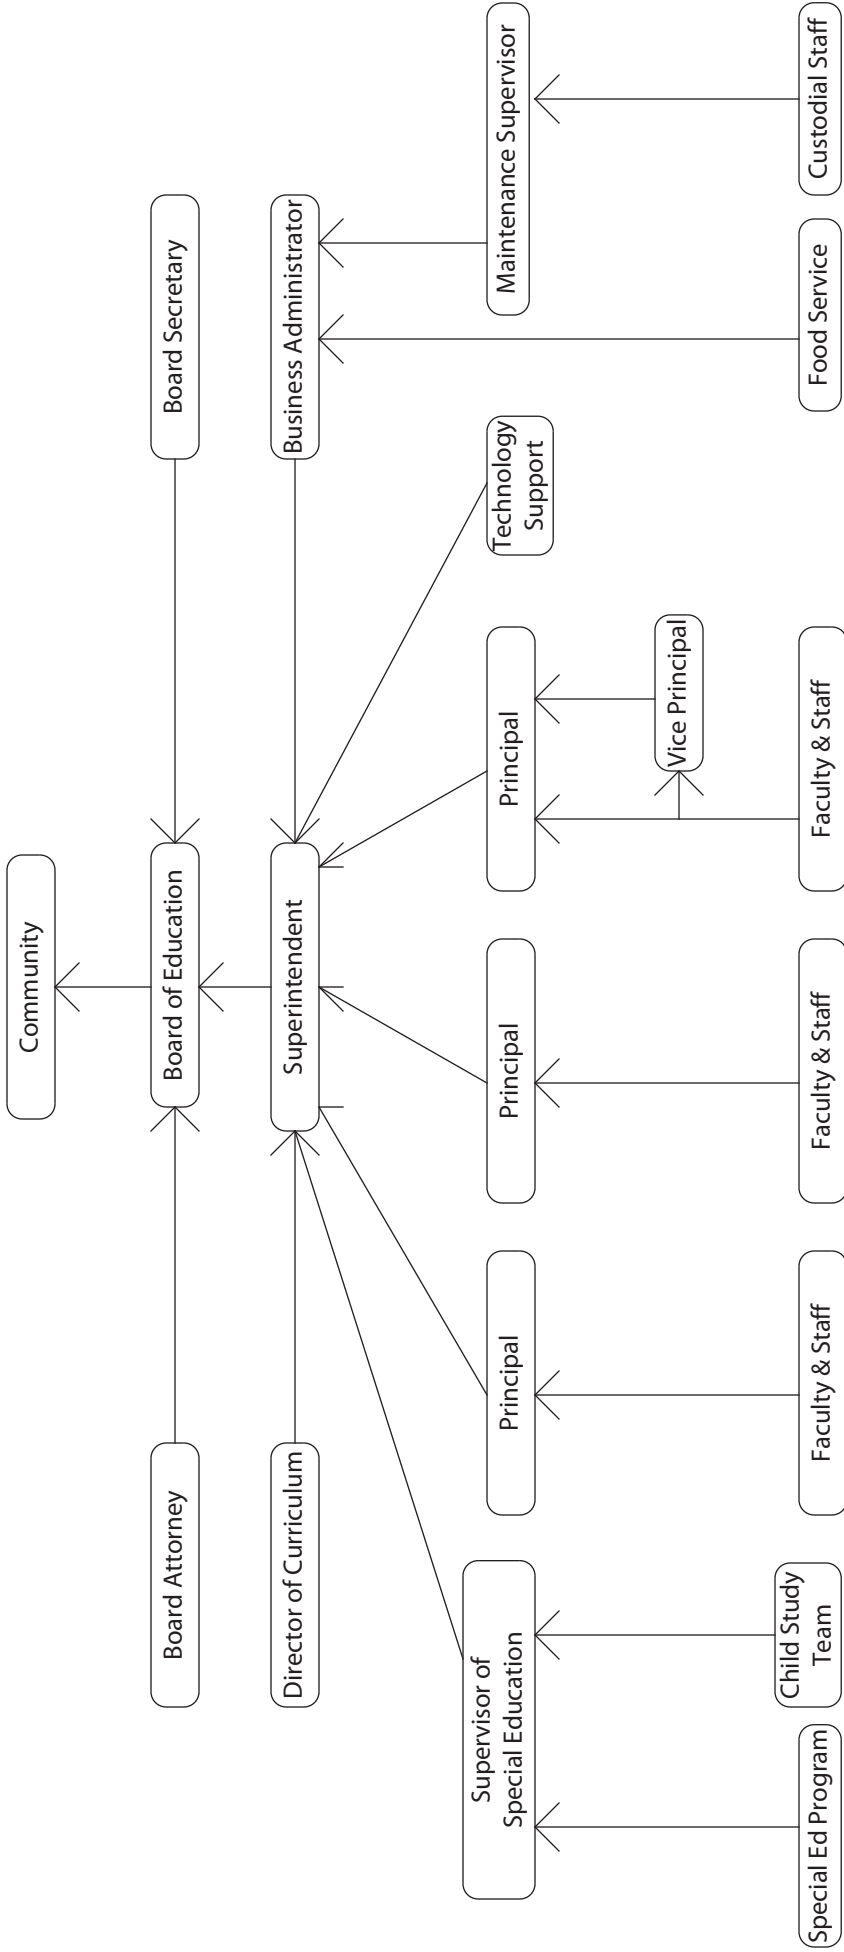 Community
Board Attorney
Board of Education
Board Secretary
Director of Curriculum
Superintendent
Business Administrator
Supervisor of
Special Education
Principal
Principal
Principal
Technology
Support
Maintenance Supervisor
Vice Principal
Special Ed Program
Child Study
Team
Faculty & Staff
Faculty & Staff
Faculty & Staff
Food Service
Custodial Staff